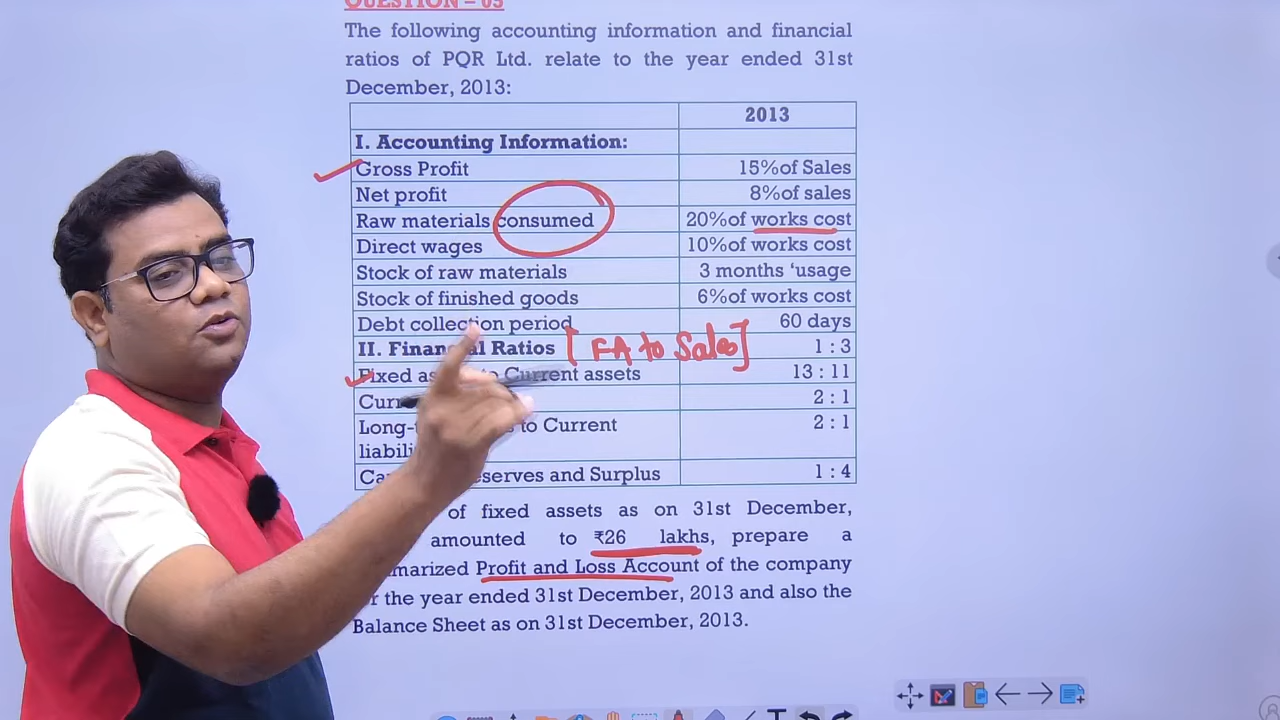 QUESTION – 05
The following accounting information and financial
ratios of PQR Ltd. relate to the year ended 31st
December, 2013:
2013
I. Accounting Information:
Gross Profit 15%of Sales
Net profit 8%of sales
Raw materials consumed 20%of works cost
Direct wages 10%of works cost
Stock of raw materials 3 months 'usage
Stock of finished goods 6%of works cost
Debt collection period 60 days
II. Financial Ratios [FA to Sales] 1 : 3
Fixed Current assets 13 : 11
2 : 1
to Current 2 : 1
Reserves and Surplus 1 : 4
of fixed assets as on 31st December,
amounted to ₹26 lakhs, prepare a
Profit and Loss Account of the company
the year ended 31st December, 2013 and also the
Balance Sheet as on 31st December, 2013.